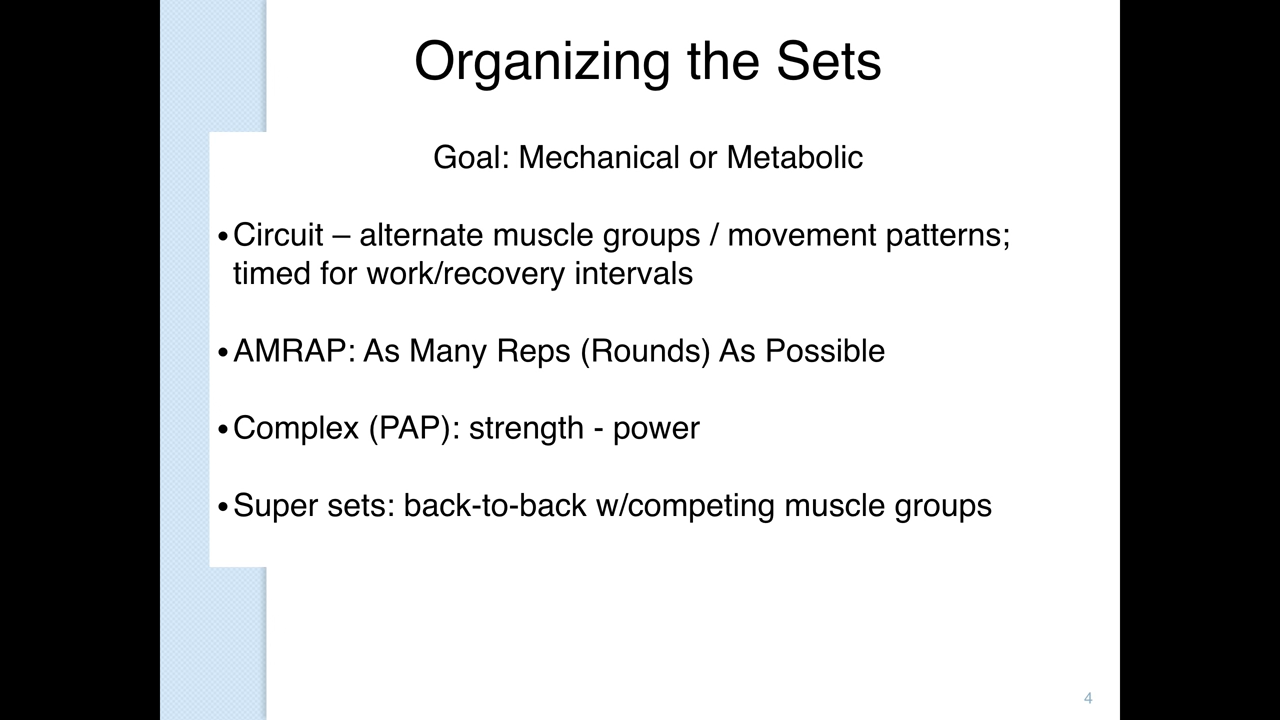 Organizing the Sets
Goal: Mechanical or Metabolic
•Circuit – alternate muscle groups / movement patterns;
timed for work/recovery intervals
•AMRAP: As Many Reps (Rounds) As Possible
•Complex (PAP): strength - power
•Super sets: back-to-back w/competing muscle groups
4